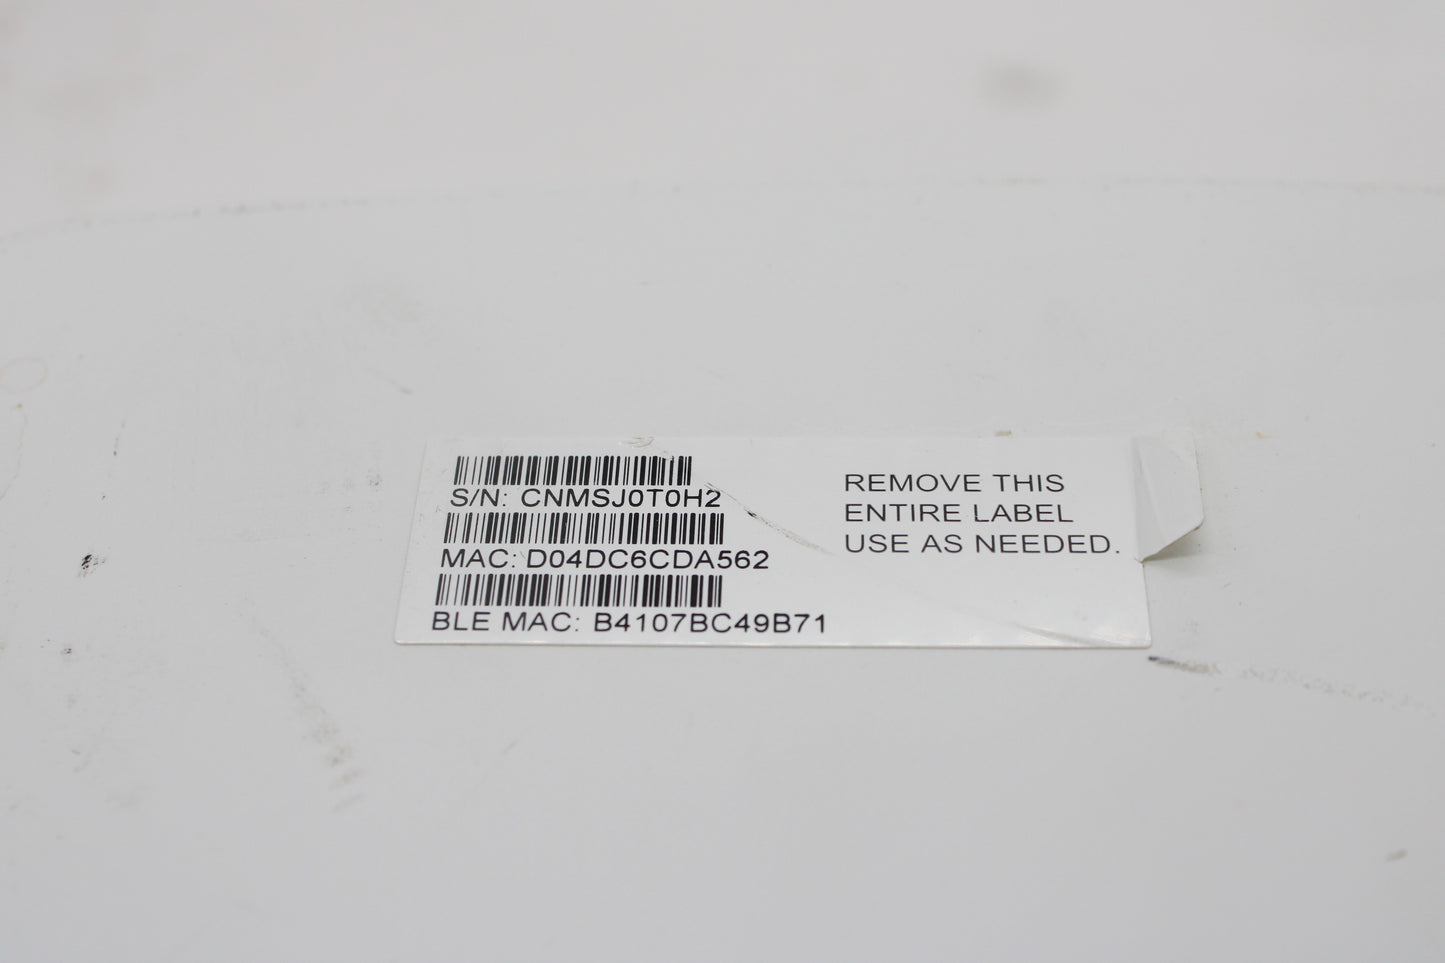 S/N: CNMSJ0T0H2
MAC: D04DC6CDA562
BLE MAC: B4107BC49B71
REMOVE THIS
ENTIRE LABEL
USE AS NEEDED.